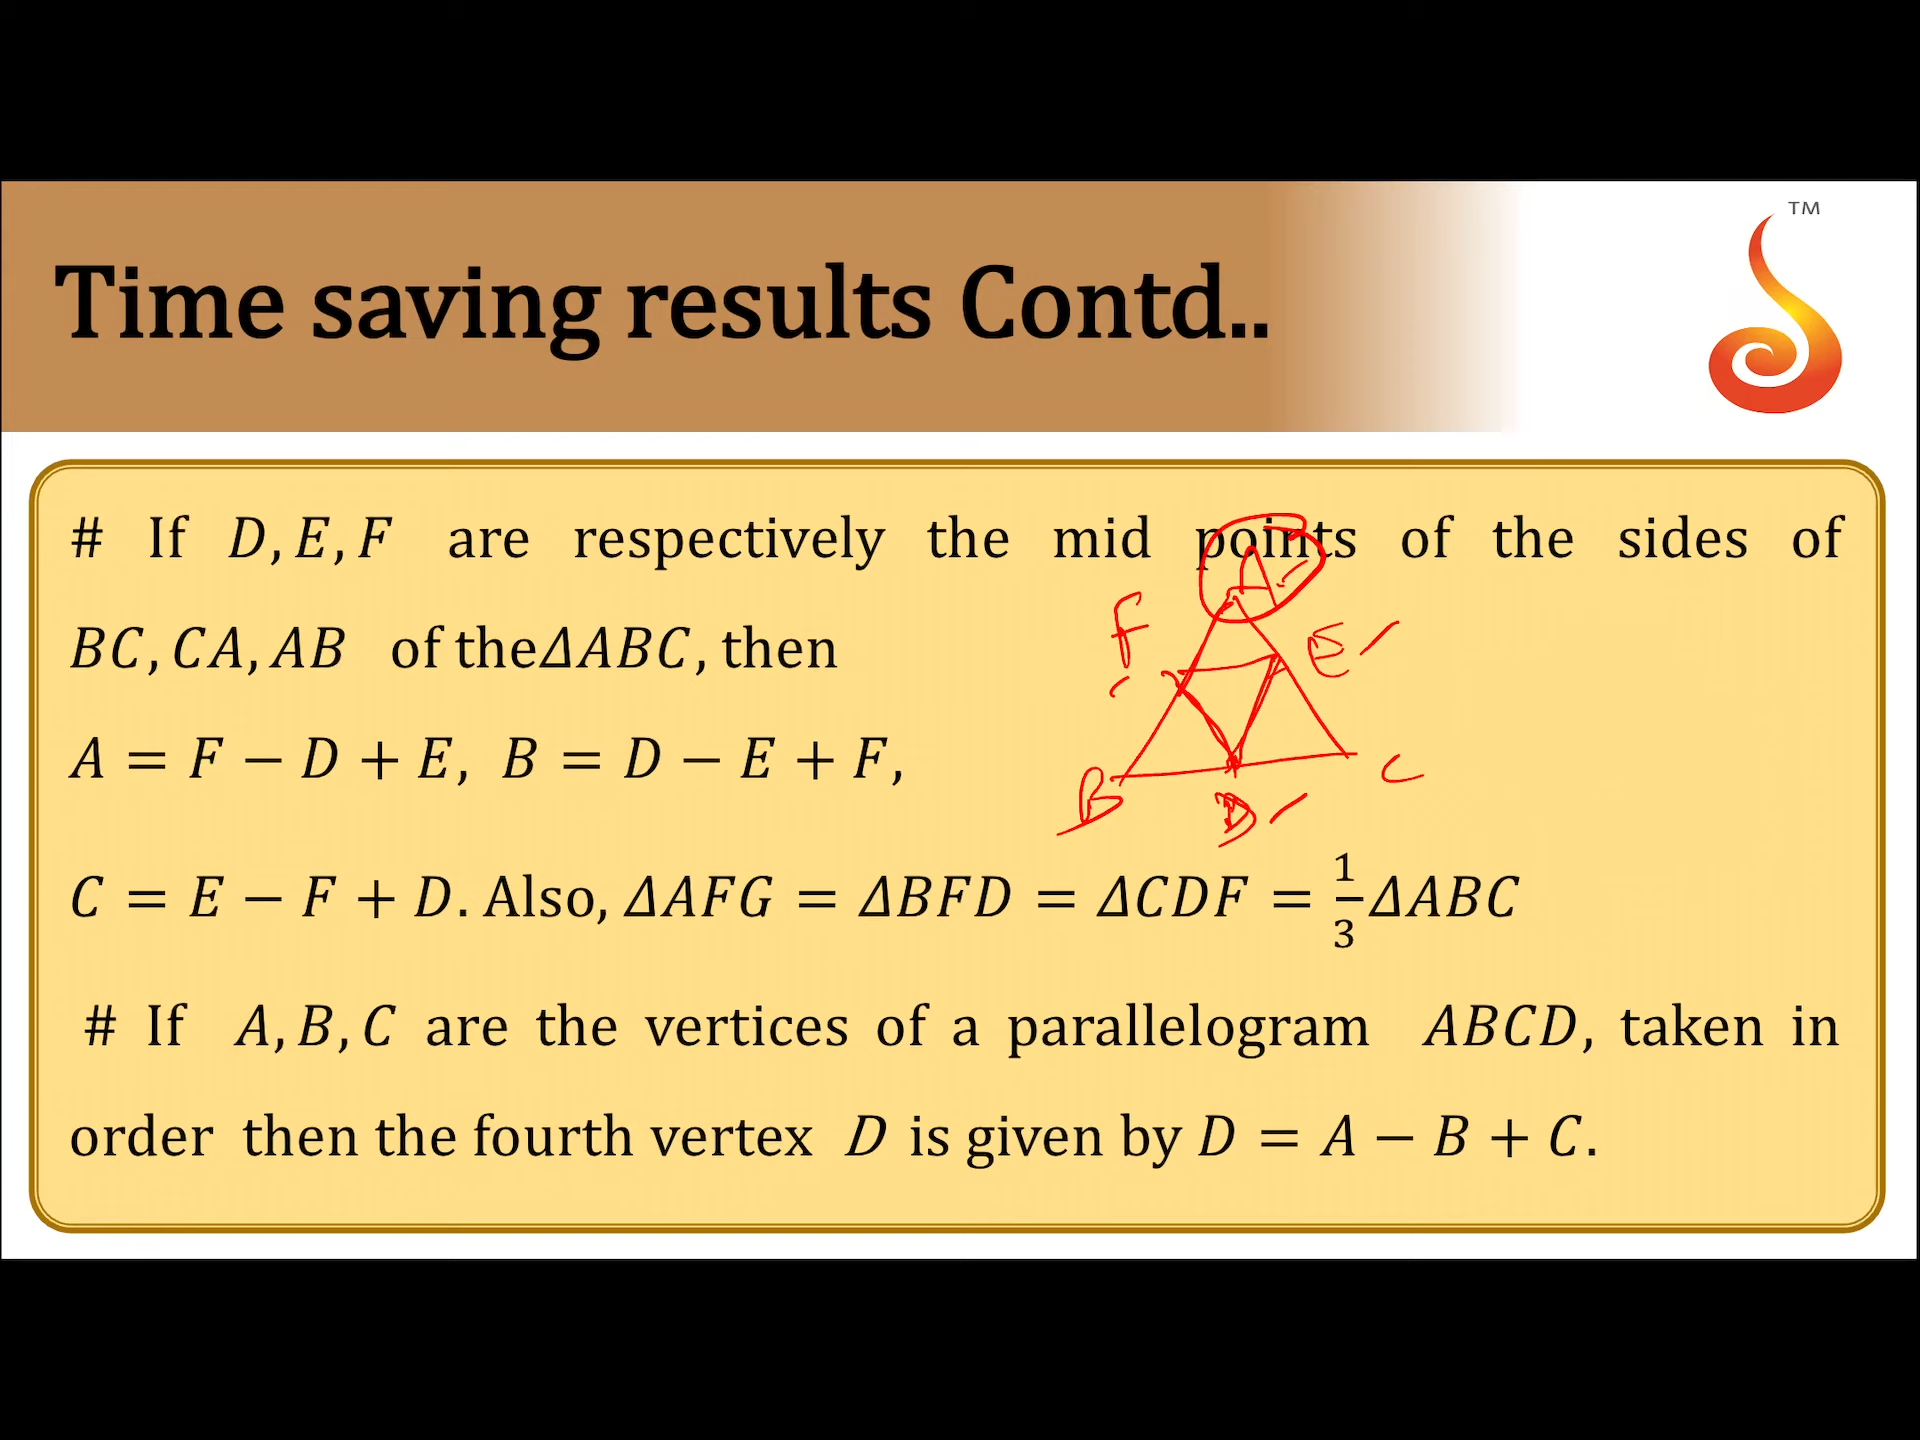 TM
Time saving results Contd..
# If D, E, F are respectively the mid points of the sides of
BC, CA, AB of theΔABC, then
A = F − D + E, B = D − E + F,
C = E − F + D. Also, ΔAFG = ΔBFD = ΔCDF = 1/3 ΔABC
# If A, B, C are the vertices of a parallelogram ABCD, taken in
order then the fourth vertex D is given by D = A − B + C.
A
F
E
B
D
C